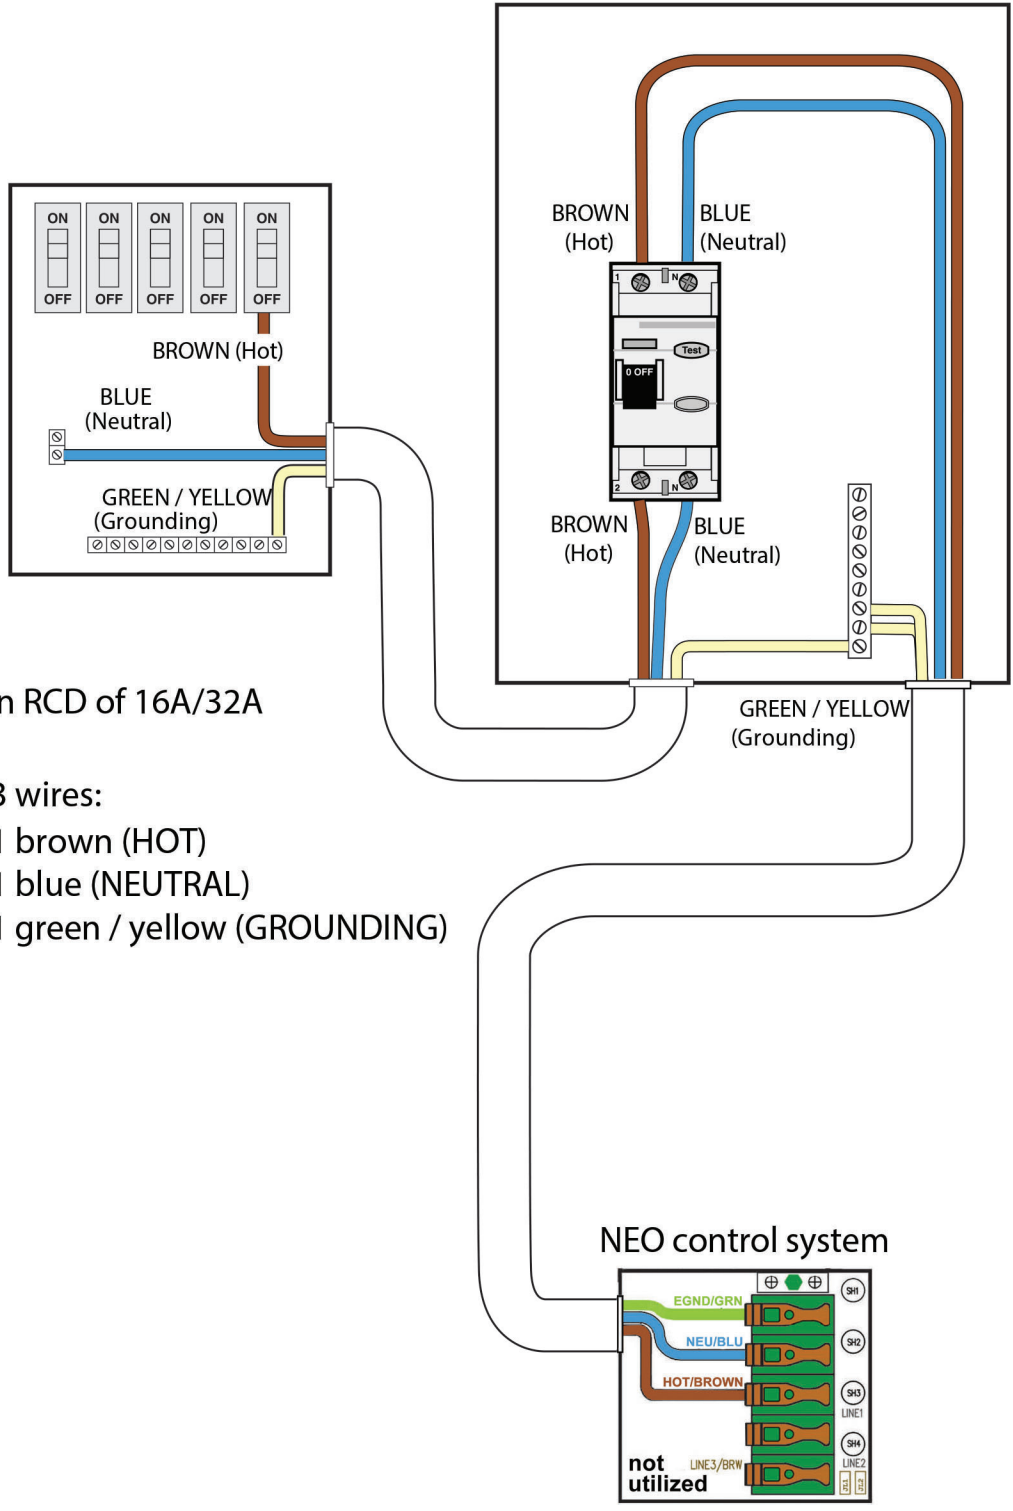 ON ON ON ON ON
OFF OFF OFF OFF OFF
BROWN (Hot)
BLUE
(Neutral)
GREEN / YELLOW
(Grounding)
BROWN
(Hot)
BLUE
(Neutral)
1 N
Test
0 OFF
2 N
BROWN
(Hot)
BLUE
(Neutral)
GREEN / YELLOW
(Grounding)
n RCD of 16A/32A
3 wires:
1 brown (HOT)
1 blue (NEUTRAL)
1 green / yellow (GROUNDING)
NEO control system
EGND/GRN
NEU/BLU
HOT/BROWN
LINE3/BRW
not
utilized
SH1
SH2
SH3
LINE1
SH4
LINE2
JL1 JL2